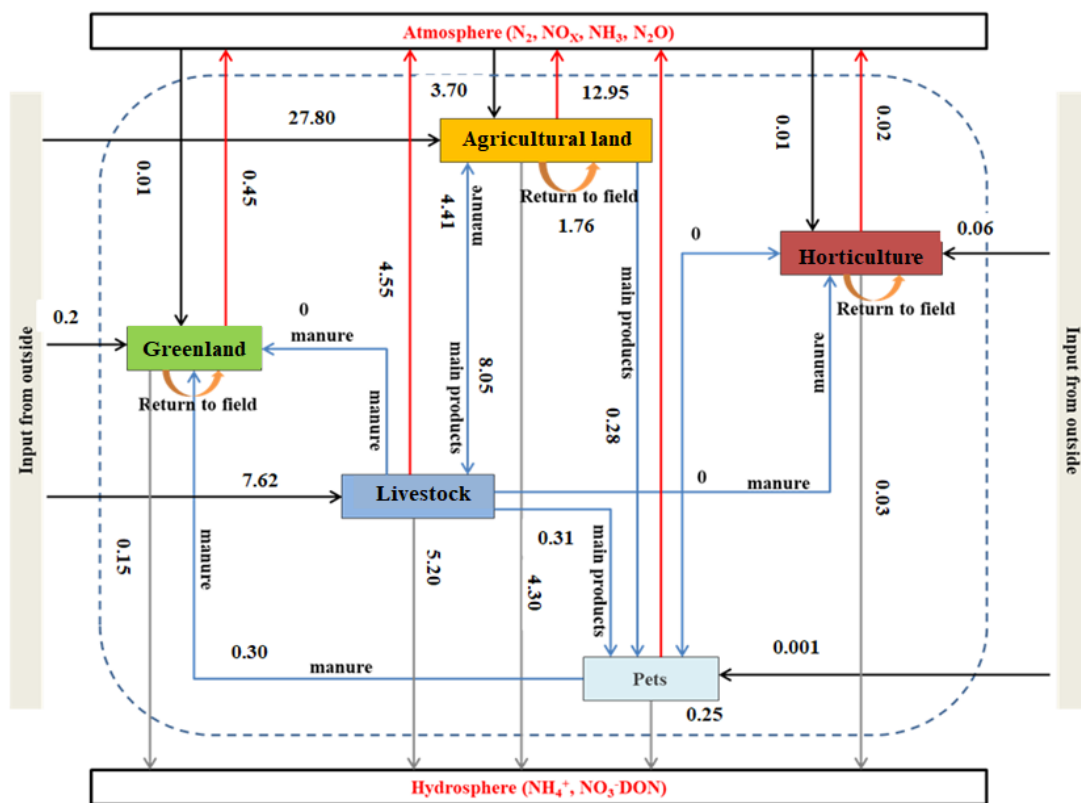 Atmosphere (N₂, NOₓ, NH₃, N₂O)
3.70
12.95
27.80
Agricultural land
0.01
0.02
0.01
0.45
Return to field
1.76
4.41
manure
0
0.06
Horticulture
Return to field
4.55
0.2
0
manure
Greenland
Return to field
main products
8.05
main products
0.28
manure
manure
Input from outside
Input from outside
7.62
Livestock
0
manure
0.03
0.15
manure
5.20
0.31
4.30
main products
0.30
manure
Pets
0.001
0.25
Hydrosphere (NH₄⁺, NO₃⁻DON)